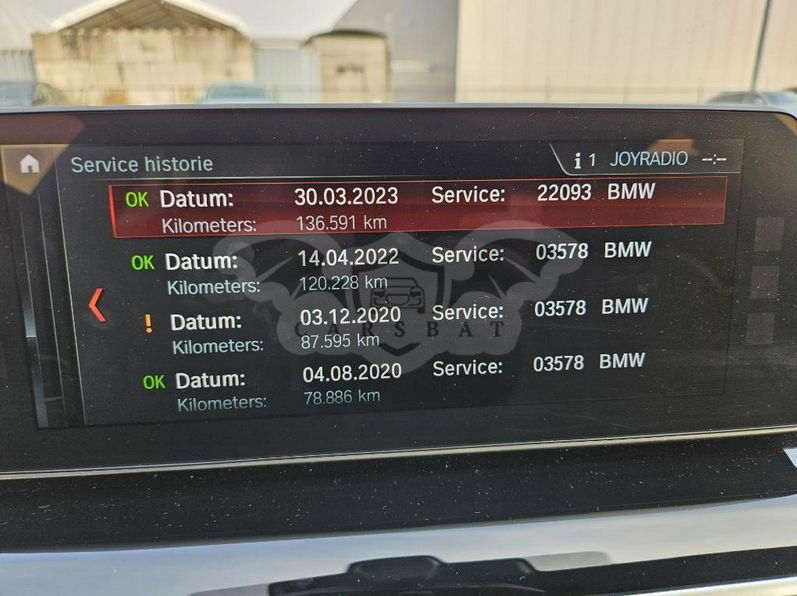 Service historie
i 1 JOYRADIO --:--
OK Datum: 30.03.2023 Service: 22093 BMW
Kilometers: 136.591 km
OK Datum: 14.04.2022 Service: 03578 BMW
Kilometers: 120.228 km
! Datum: 03.12.2020 Service: 03578 BMW
Kilometers: 87.595 km
CARSBAT
OK Datum: 04.08.2020 Service: 03578 BMW
Kilometers: 78.886 km